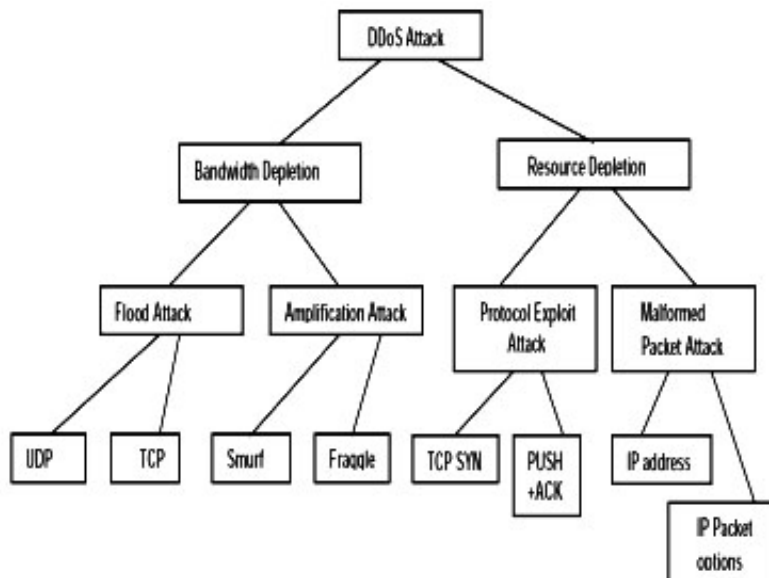 DDoS Attack
Bandwidth Depletion
Resource Depletion
Flood Attack
Amplification Attack
Protocol Exploit
Attack
Malformed
Packet Attack
UDP
TCP
Smurf
Fraggle
TCP SYN
PUSH
+ACK
IP address
IP Packet
options